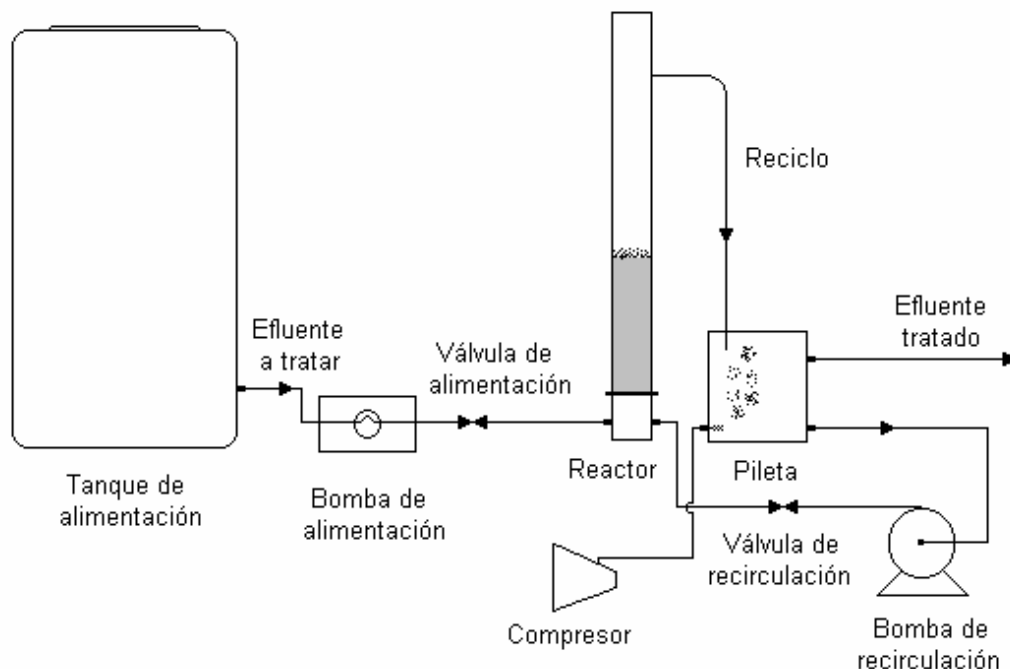 Reciclo
Efluente
a tratar
Válvula de
alimentación
Efluente
tratado
Tanque de
alimentación
Bomba de
alimentación
Reactor
Pileta
Válvula de
recirculación
Compresor
Bomba de
recirculación